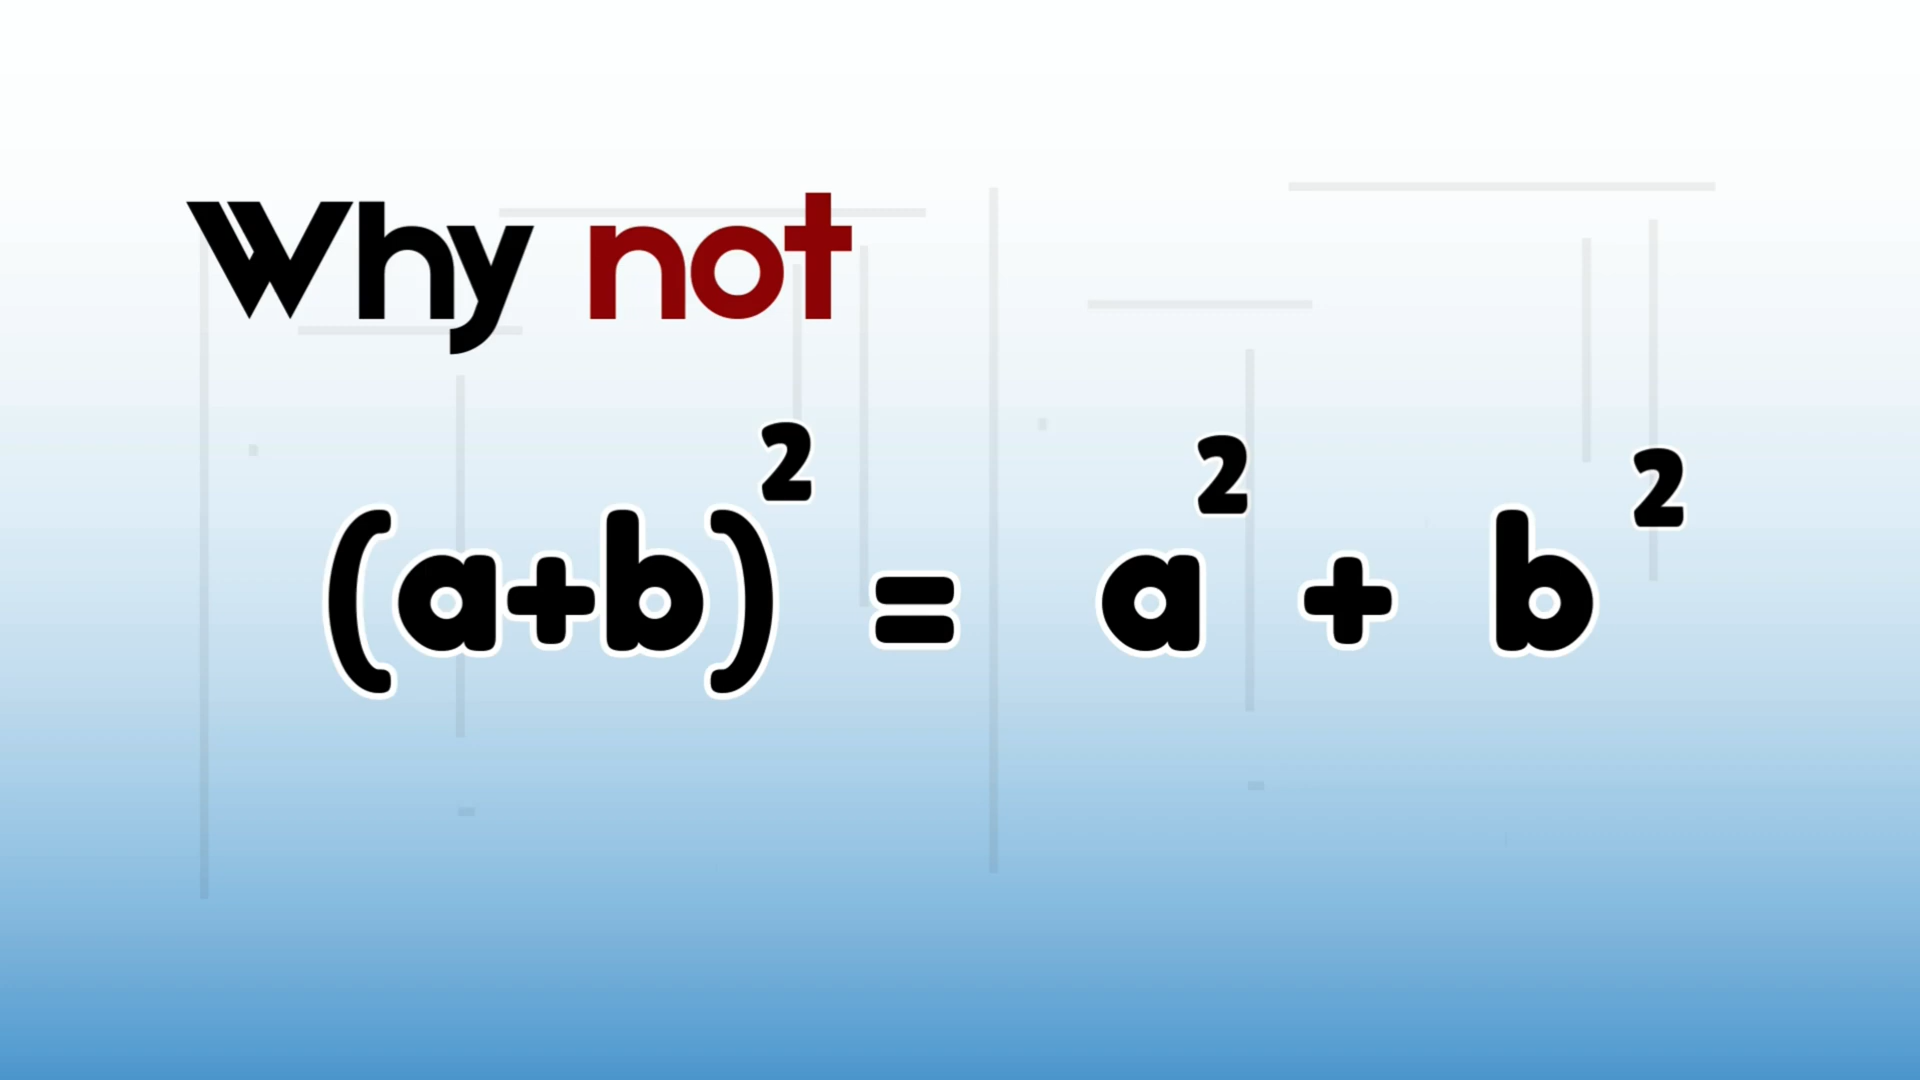 Why not
(a+b)² = a² + b²